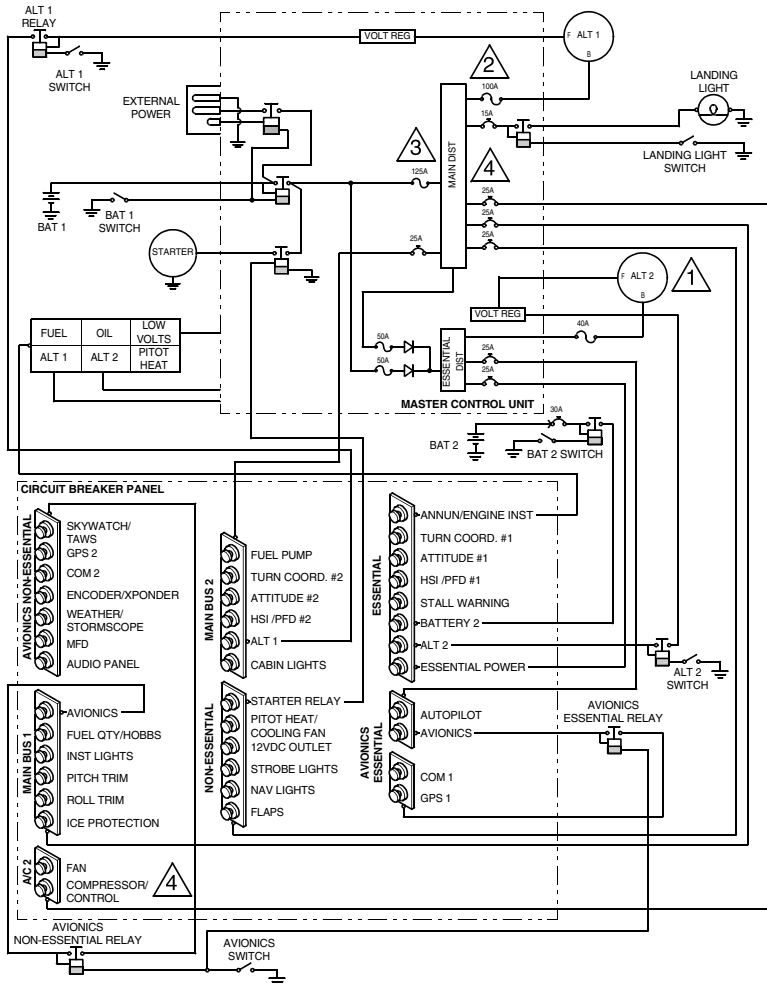 ALT 1
RELAY
ALT 1
SWITCH
VOLT REG
F
ALT 1
B
EXTERNAL
POWER
2
100A
15A
LANDING
LIGHT
LANDING LIGHT
SWITCH
3
125A
MAIN DIST
4
25A
25A
25A
25A
BAT 1
BAT 1
SWITCH
STARTER
F
ALT 2
B
1
VOLT REG
40A
FUEL
OIL
LOW
VOLTS
ALT 1
ALT 2
PITOT
HEAT
50A
50A
ESSENTIAL
DIST
25A
25A
MASTER CONTROL UNIT
30A
BAT 2
BAT 2 SWITCH
CIRCUIT BREAKER PANEL
AVIONICS NON-ESSENTIAL
SKYWATCH/
TAWS
GPS 2
COM 2
ENCODER/XPONDER
WEATHER/
STORMSCOPE
MFD
AUDIO PANEL
MAIN BUS 2
FUEL PUMP
TURN COORD. #2
ATTITUDE #2
HSI /PFD #2
ALT 1
CABIN LIGHTS
ESSENTIAL
ANNUN/ENGINE INST
TURN COORD. #1
ATTITUDE #1
HSI /PFD #1
STALL WARNING
BATTERY 2
ALT 2
ESSENTIAL POWER
ALT 2
SWITCH
MAIN BUS 1
AVIONICS
FUEL QTY/HOBBS
INST LIGHTS
PITCH TRIM
ROLL TRIM
ICE PROTECTION
NON-ESSENTIAL
STARTER RELAY
PITOT HEAT/
COOLING FAN
12VDC OUTLET
STROBE LIGHTS
NAV LIGHTS
FLAPS
AVIONICS
ESSENTIAL
AUTOPILOT
AVIONICS
COM 1
GPS 1
AVIONICS
ESSENTIAL RELAY
A/C 2
FAN
COMPRESSOR/
CONTROL
4
AVIONICS
NON-ESSENTIAL RELAY
AVIONICS
SWITCH